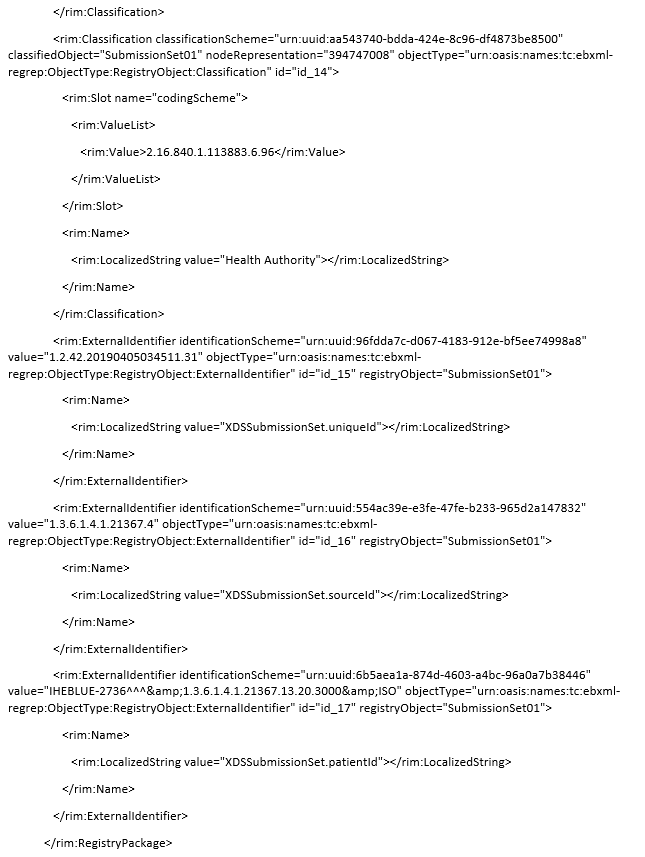 </rim:Classification>
<rim:Classification classificationScheme="urn:uuid:aa543740-bdda-424e-8c96-df4873be8500"
classifiedObject="SubmissionSet01" nodeRepresentation="394747008" objectType="urn:oasis:names:tc:ebxml-
regrep:ObjectType:RegistryObject:Classification" id="id_14">
<rim:Slot name="codingScheme">
<rim:ValueList>
<rim:Value>2.16.840.1.113883.6.96</rim:Value>
</rim:ValueList>
</rim:Slot>
<rim:Name>
<rim:LocalizedString value="Health Authority"></rim:LocalizedString>
</rim:Name>
</rim:Classification>
<rim:ExternalIdentifier identificationScheme="urn:uuid:96fdda7c-d067-4183-912e-bf5ee74998a8"
value="1.2.42.20190405034511.31" objectType="urn:oasis:names:tc:ebxml-
regrep:ObjectType:RegistryObject:ExternalIdentifier" id="id_15" registryObject="SubmissionSet01">
<rim:Name>
<rim:LocalizedString value="XDSSubmissionSet.uniqueId"></rim:LocalizedString>
</rim:Name>
</rim:ExternalIdentifier>
<rim:ExternalIdentifier identificationScheme="urn:uuid:554ac39e-e3fe-47fe-b233-965d2a147832"
value="1.3.6.1.4.1.21367.4" objectType="urn:oasis:names:tc:ebxml-
regrep:ObjectType:RegistryObject:ExternalIdentifier" id="id_16" registryObject="SubmissionSet01">
<rim:Name>
<rim:LocalizedString value="XDSSubmissionSet.sourceId"></rim:LocalizedString>
</rim:Name>
</rim:ExternalIdentifier>
<rim:ExternalIdentifier identificationScheme="urn:uuid:6b5aea1a-874d-4603-a4bc-96a0a7b38446"
value="IHEBLUE-2736^^^&amp;1.3.6.1.4.1.21367.13.20.3000&amp;ISO" objectType="urn:oasis:names:tc:ebxml-
regrep:ObjectType:RegistryObject:ExternalIdentifier" id="id_17" registryObject="SubmissionSet01">
<rim:Name>
<rim:LocalizedString value="XDSSubmissionSet.patientId"></rim:LocalizedString>
</rim:Name>
</rim:ExternalIdentifier>
</rim:RegistryPackage>